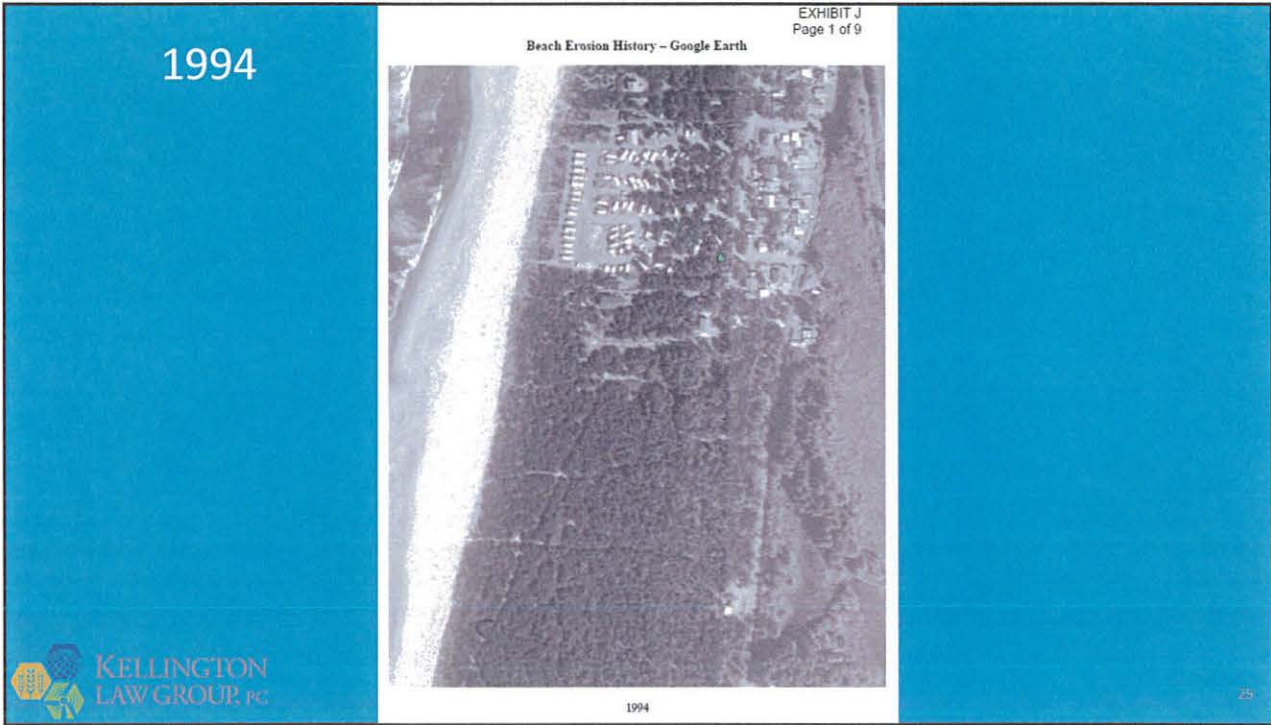 1994
EXHIBIT J
Page 1 of 9
Beach Erosion History – Google Earth
1994
KELLINGTON
LAW GROUP, PC
25